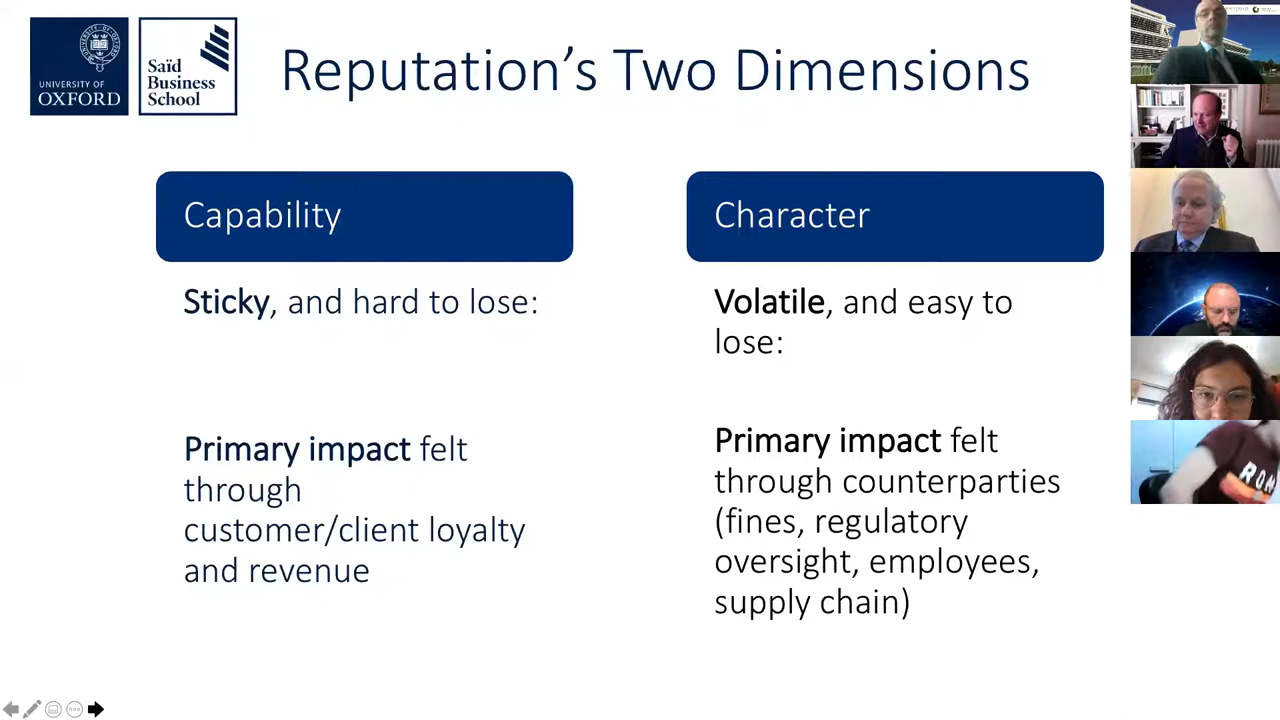 UNIVERSITY OF
OXFORD
Saïd
Business
School
Reputation's Two Dimensions
Capability
Sticky, and hard to lose:
Primary impact felt
through
customer/client loyalty
and revenue
Character
Volatile, and easy to
lose:
Primary impact felt
through counterparties
(fines, regulatory
oversight, employees,
supply chain)